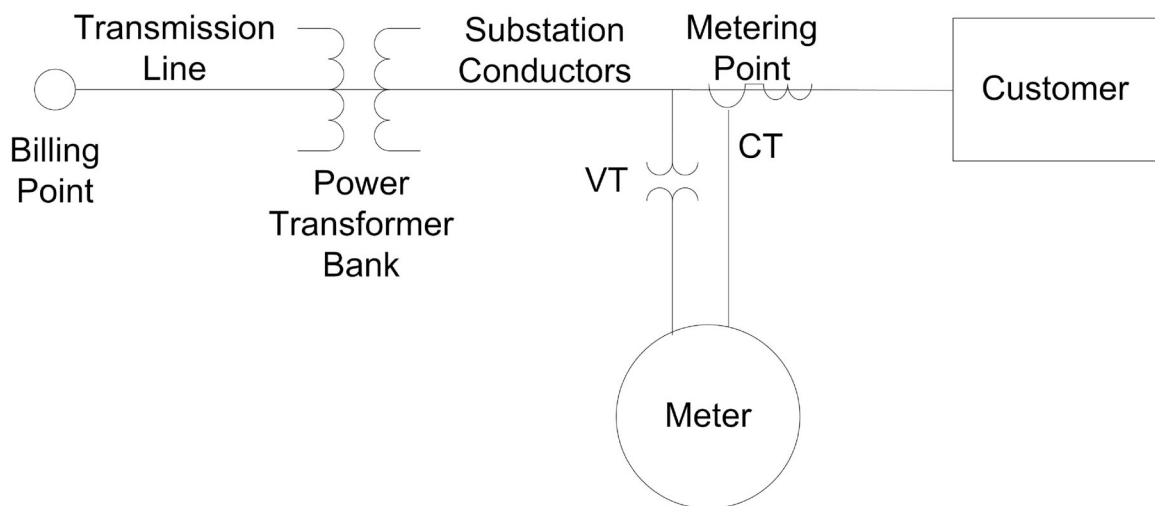 Transmission
Line
Substation
Conductors
Metering
Point
Customer
Billing
Point
Power
Transformer
Bank
VT
CT
Meter